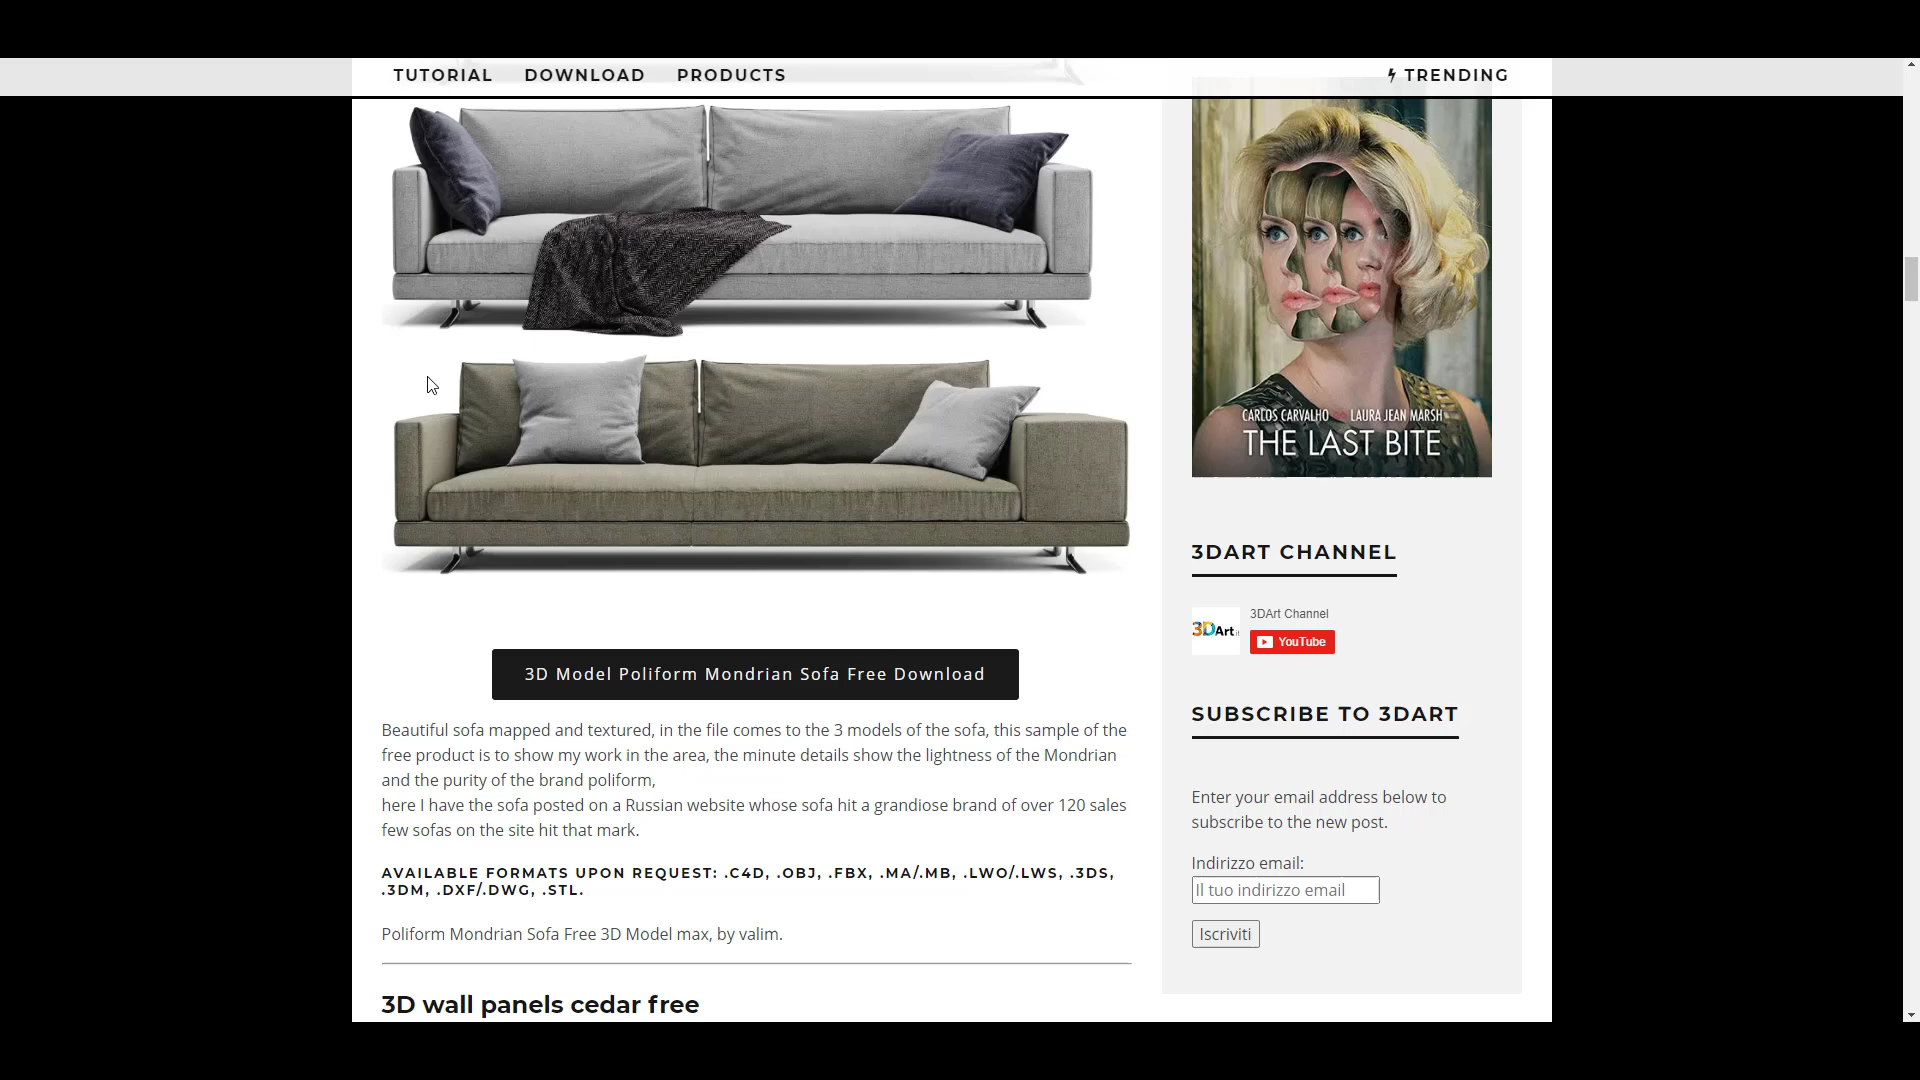 TUTORIAL DOWNLOAD PRODUCTS TRENDING
3D Model Poliform Mondrian Sofa Free Download
Beautiful sofa mapped and textured, in the file comes to the 3 models of the sofa, this sample of the
free product is to show my work in the area, the minute details show the lightness of the Mondrian
and the purity of the brand poliform,
here I have the sofa posted on a Russian website whose sofa hit a grandiose brand of over 120 sales
few sofas on the site hit that mark.
AVAILABLE FORMATS UPON REQUEST: .C4D, .OBJ, .FBX, .MA/.MB, .LWO/.LWS, .3DS,
.3DM, .DXF/.DWG, .STL.
Poliform Mondrian Sofa Free 3D Model max, by valim.
3D wall panels cedar free
CARLOS CARVALHO LAURA JEAN MARSH
THE LAST BITE
3DART CHANNEL
3DArt.it
3DArt Channel
YouTube
SUBSCRIBE TO 3DART
Enter your email address below to
subscribe to the new post.
Indirizzo email:
Il tuo indirizzo email
Iscriviti